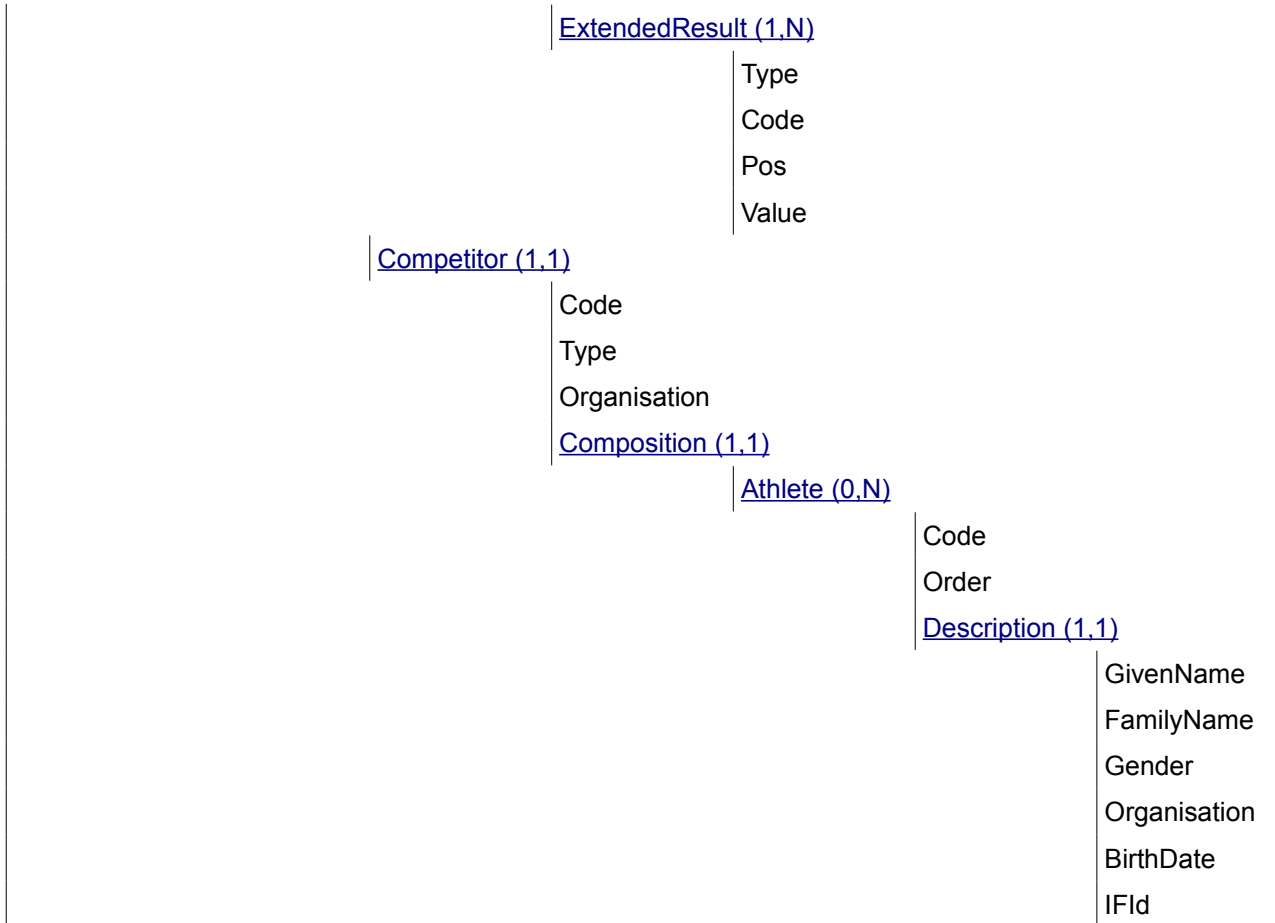 ExtendedResult (1,N)
Type
Code
Pos
Value
Competitor (1,1)
Code
Type
Organisation
Composition (1,1)
Athlete (0,N)
Code
Order
Description (1,1)
GivenName
FamilyName
Gender
Organisation
BirthDate
IFId